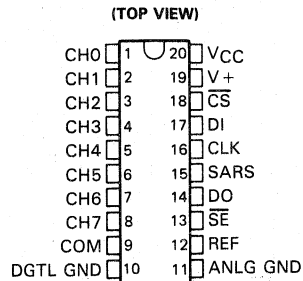 (TOP VIEW)
CH0 1 20 VCC
CH1 2 19 V+
CH2 3 18 CS
CH3 4 17 DI
CH4 5 16 CLK
CH5 6 15 SARS
CH6 7 14 DO
CH7 8 13 SE
COM 9 12 REF
DGTL GND 10 11 ANLG GND